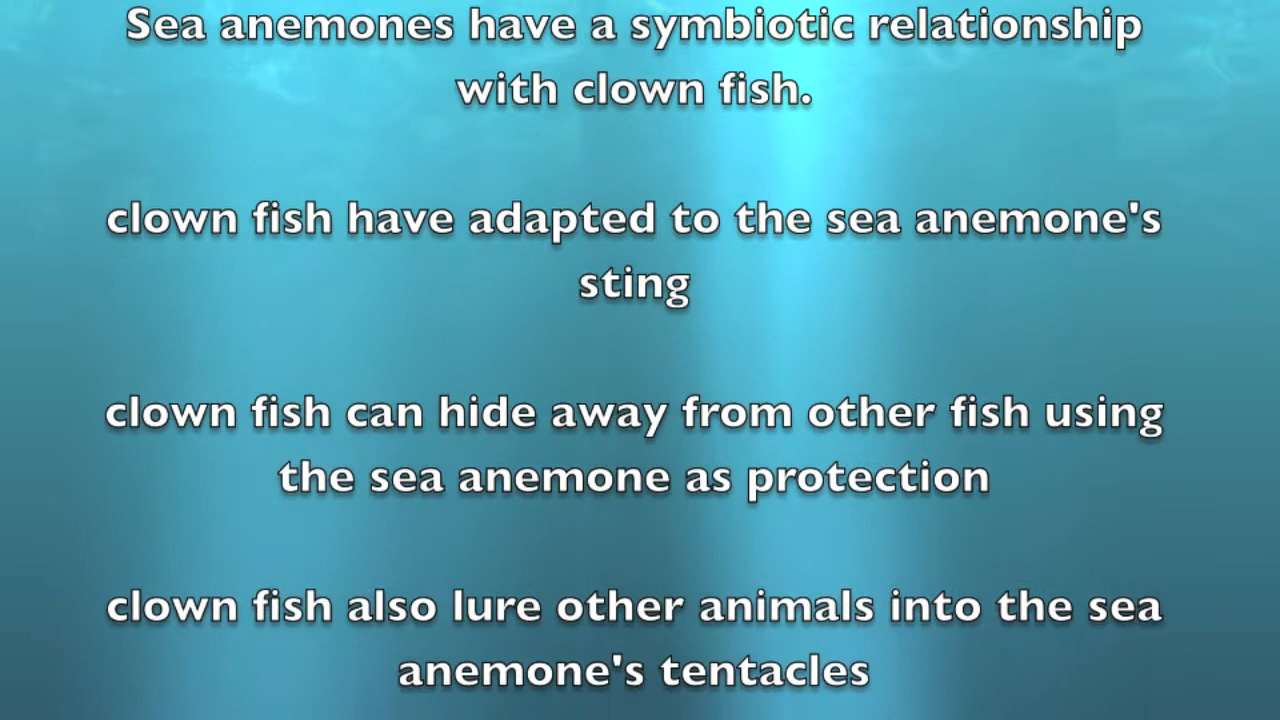 Sea anemones have a symbiotic relationship
with clown fish.
clown fish have adapted to the sea anemone's
sting
clown fish can hide away from other fish using
the sea anemone as protection
clown fish also lure other animals into the sea
anemone's tentacles